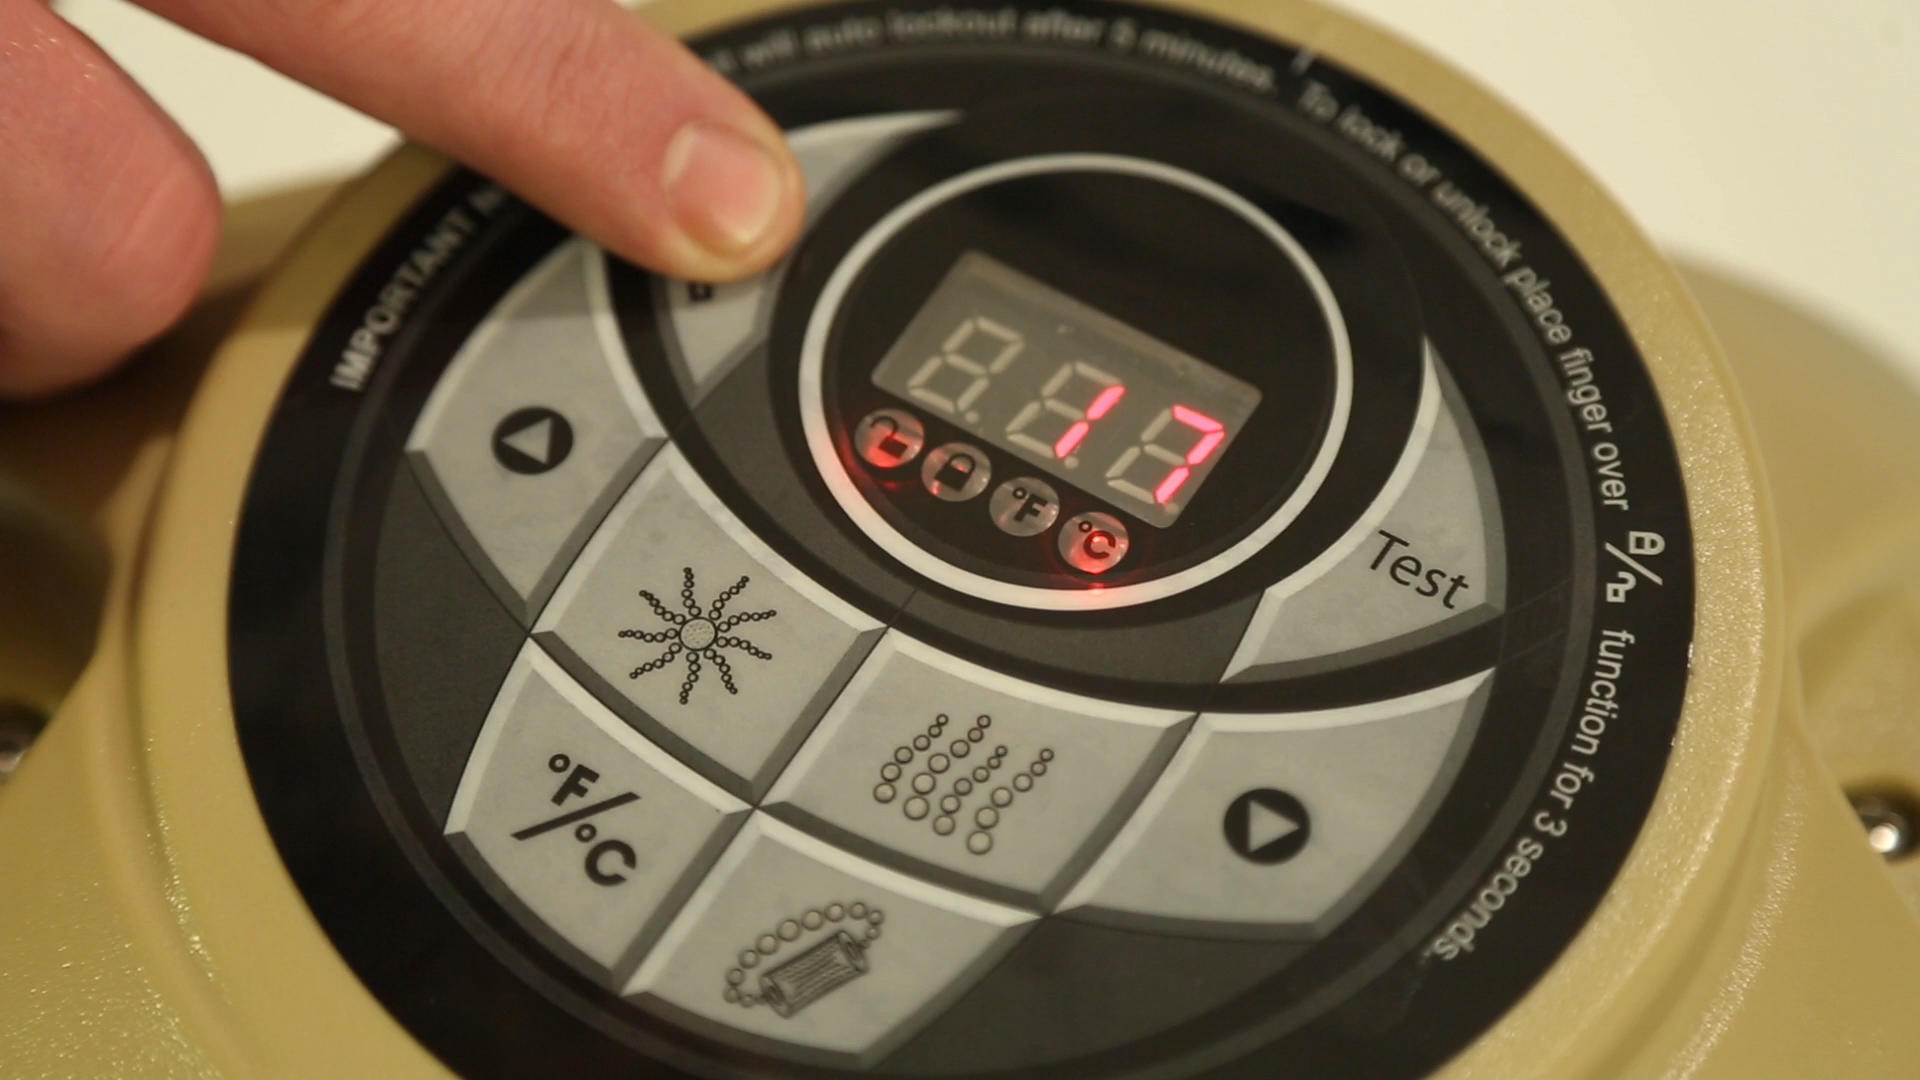 IMPORTANT
will auto lockout after 5 minutes. To lock or unlock place finger over / function for 3 seconds.
17
°F
°C
Test
°F/°C